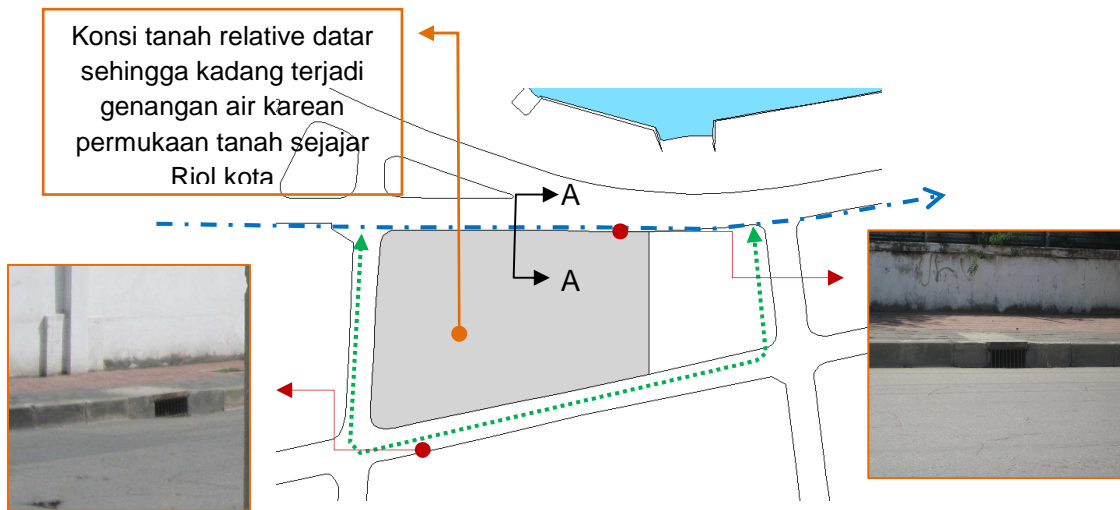 Konsi tanah relative datar
sehingga kadang terjadi
genangan air karean
permukaan tanah sejajar
Riol kota
A
A